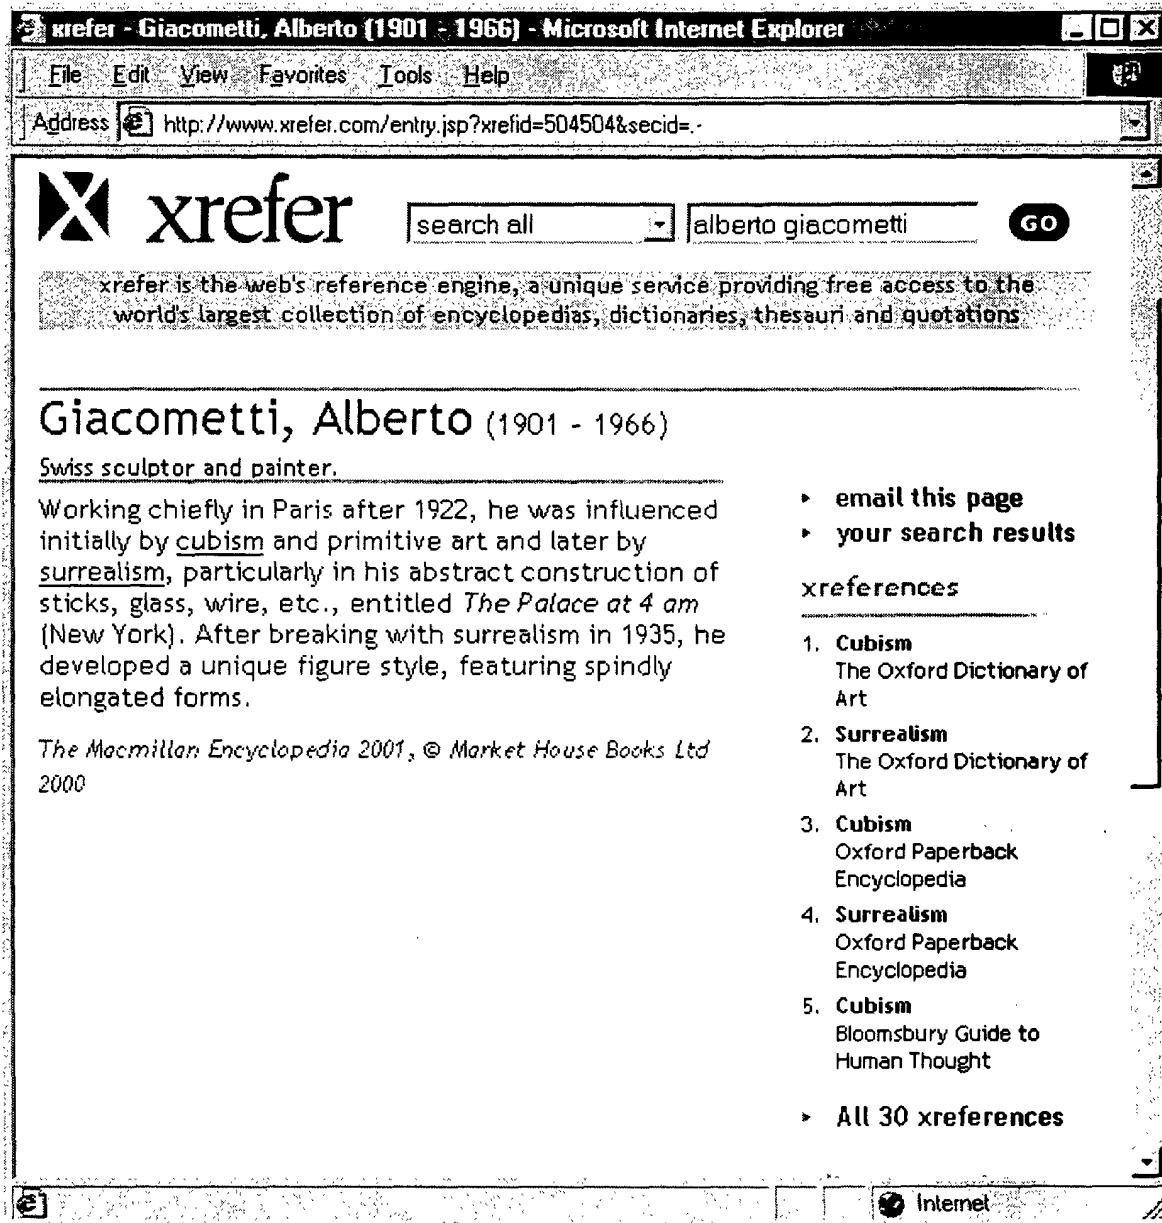 xrefer - Giacometti, Alberto (1901 - 1966) - Microsoft Internet Explorer
File Edit View Favorites Tools Help
Address http://www.xrefer.com/entry.jsp?xrefid=504504&secid=.-
xrefer search all alberto giacometti GO
xrefer is the web's reference engine, a unique service providing free access to the
world's largest collection of encyclopedias, dictionaries, thesauri and quotations
Giacometti, Alberto (1901 - 1966)
Swiss sculptor and painter.
Working chiefly in Paris after 1922, he was influenced
initially by cubism and primitive art and later by
surrealism, particularly in his abstract construction of
sticks, glass, wire, etc., entitled The Palace at 4 am
(New York). After breaking with surrealism in 1935, he
developed a unique figure style, featuring spindly
elongated forms.
The Macmillan Encyclopedia 2001, © Market House Books Ltd
2000
▸ email this page
▸ your search results
xreferences
1. Cubism
The Oxford Dictionary of
Art
2. Surrealism
The Oxford Dictionary of
Art
3. Cubism
Oxford Paperback
Encyclopedia
4. Surrealism
Oxford Paperback
Encyclopedia
5. Cubism
Bloomsbury Guide to
Human Thought
▸ All 30 xreferences
Internet